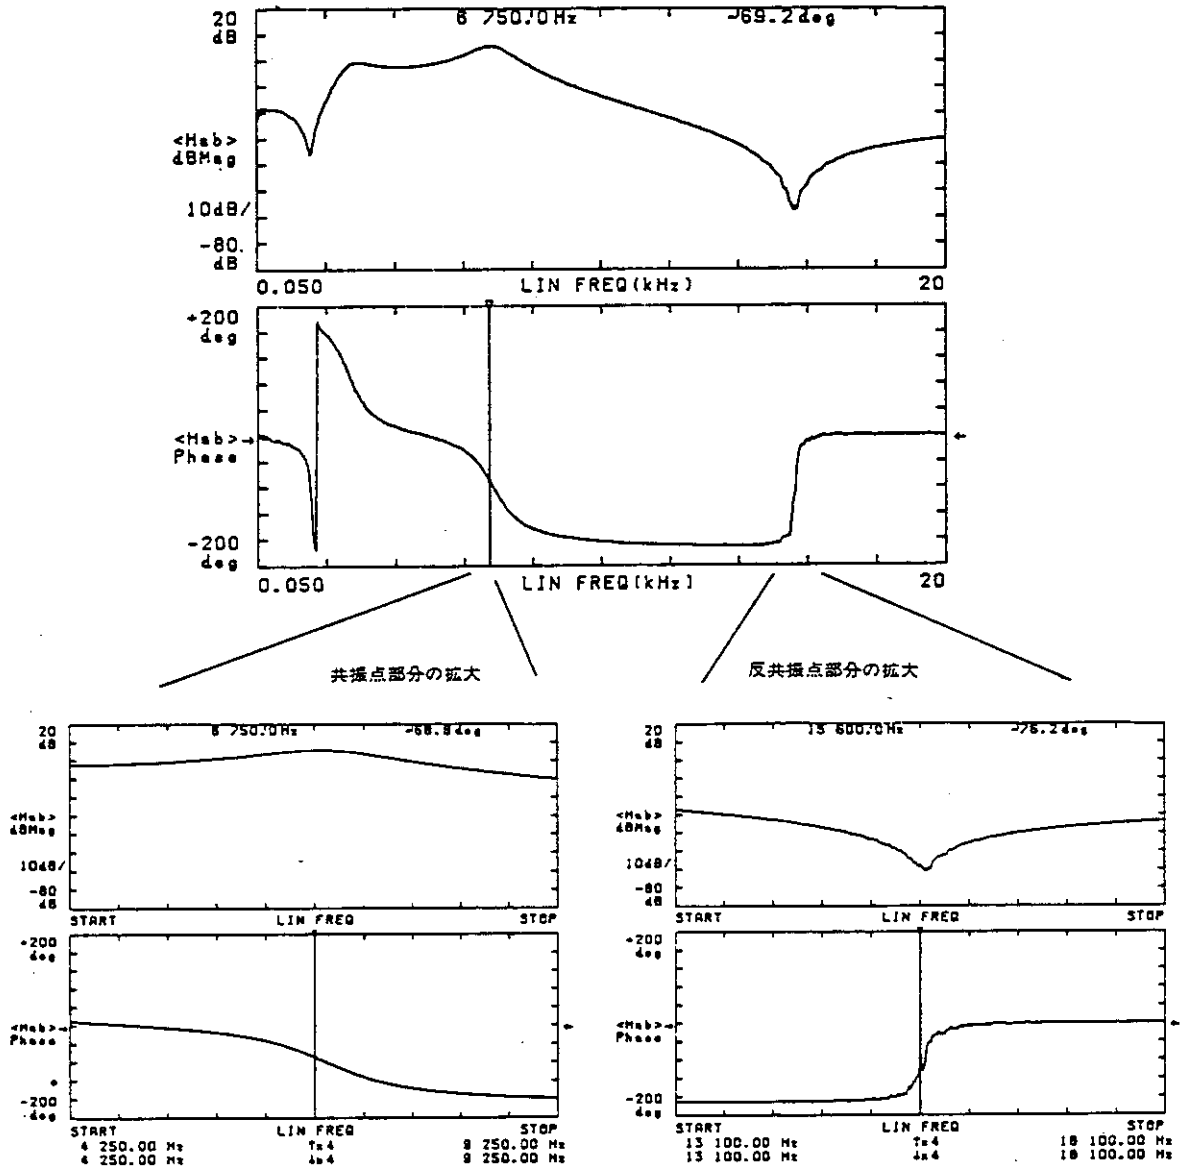 20
dB
6 750.0Hz -69.2deg
<Hab>
dBMag
10dB/
-80.
dB
0.050 LIN FREQ(kHz) 20
+200
deg
<Hab>
Phase
-200
deg
0.050 LIN FREQ(kHz) 20
共振点部分の拡大
反共振点部分の拡大
20
dB
6 750.0Hz -68.8deg
<Hab>
dBMag
10dB/
-80
dB
START LIN FREQ STOP
+200
deg
<Hab>
Phase
-200
deg
START LIN FREQ STOP
4 250.00 Hz 9 250.00 Hz
4 250.00 Hz 9 250.00 Hz
20
dB
15 600.0Hz -76.2deg
<Hab>
dBMag
10dB/
-80
dB
START LIN FREQ STOP
+200
deg
<Hab>
Phase
-200
deg
START LIN FREQ STOP
13 100.00 Hz 18 100.00 Hz
13 100.00 Hz 18 100.00 Hz